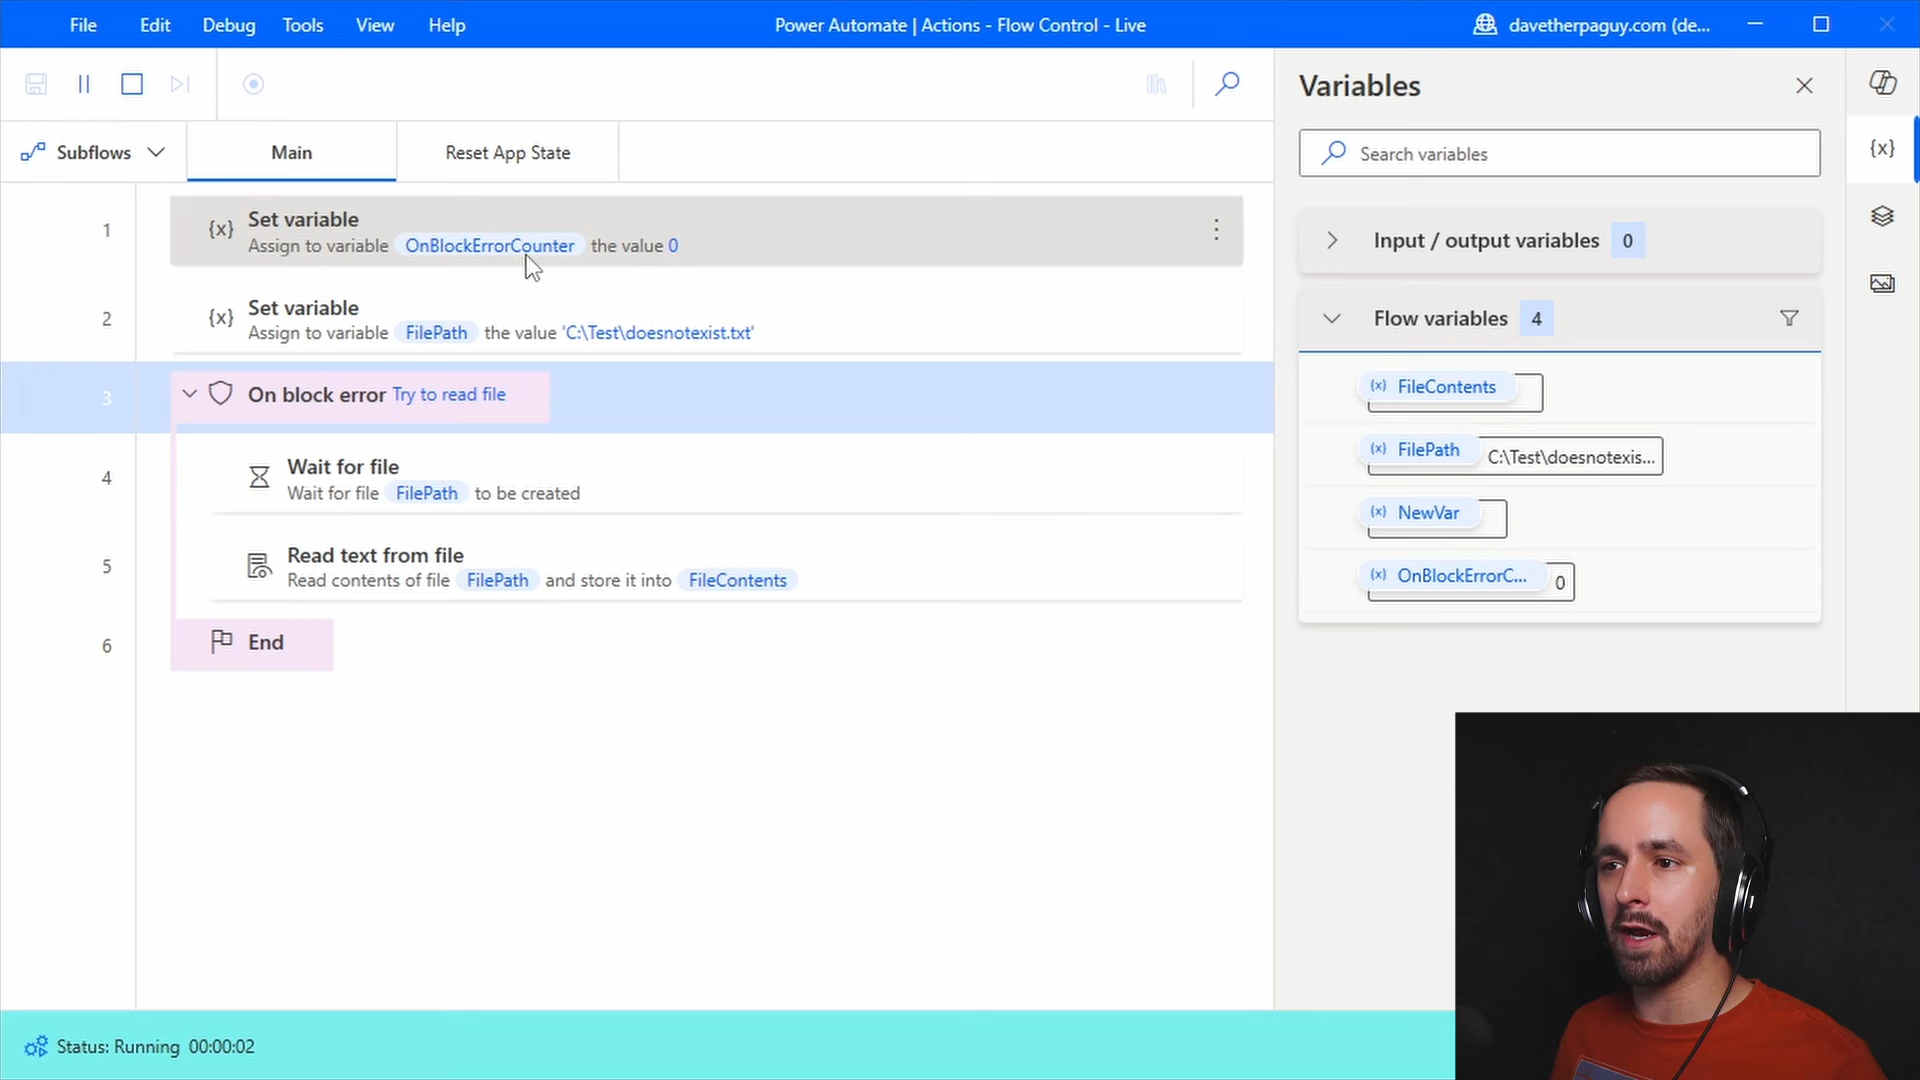 File Edit Debug Tools View Help
Power Automate | Actions - Flow Control - Live
davetherpaguy.com (de...
Subflows
Main
Reset App State
1
Set variable
Assign to variable OnBlockErrorCounter the value 0
2
Set variable
Assign to variable FilePath the value 'C:\Test\doesnotexist.txt'
3
On block error Try to read file
4
Wait for file
Wait for file FilePath to be created
5
Read text from file
Read contents of file FilePath and store it into FileContents
6
End
Status: Running 00:00:02
Variables
{x}
Search variables
Input / output variables 0
Flow variables 4
(x) FileContents
(x) FilePath C:\Test\doesnotexis...
(x) NewVar
(x) OnBlockErrorC... 0